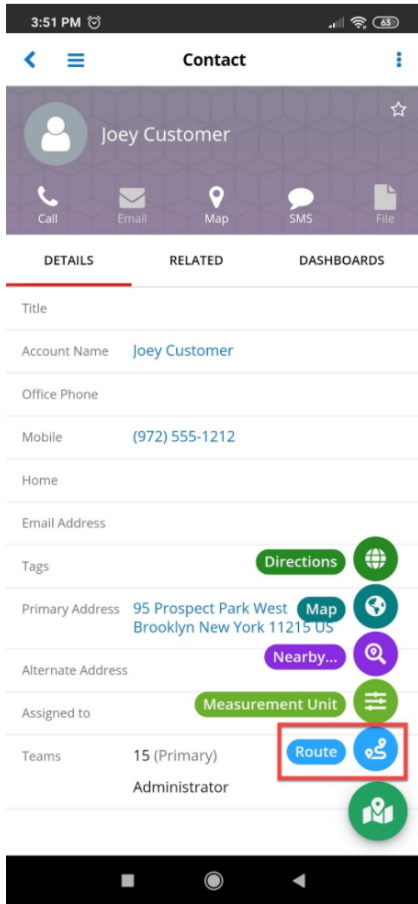 3:51 PM
63
Contact
Joey Customer
Call
Email
Map
SMS
File
DETAILS
RELATED
DASHBOARDS
Title
Account Name
Joey Customer
Office Phone
Mobile
(972) 555-1212
Home
Email Address
Directions
Tags
Primary Address
95 Prospect Park West
Map
Brooklyn New York 11215 US
Nearby...
Alternate Address
Measurement Unit
Assigned to
Teams
15 (Primary)
Route
Administrator